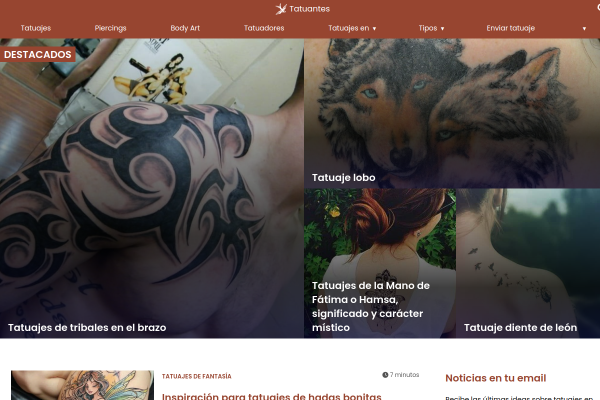 Tatuantes
Tatuajes Piercings Body Art Tatuadores Tatuajes en Tipos Enviar tatuaje
DESTACADOS
Tatuaje lobo
Tatuajes de tribales en el brazo
Tatuajes de la Mano de
Fátima o Hamsa,
significado y carácter
místico
Tatuaje diente de león
TATUAJES DE FANTASÍA
7 minutos
Inspiración para tatuajes de hadas bonitas
Noticias en tu email
Recibe las últimas ideas sobre tatuajes en